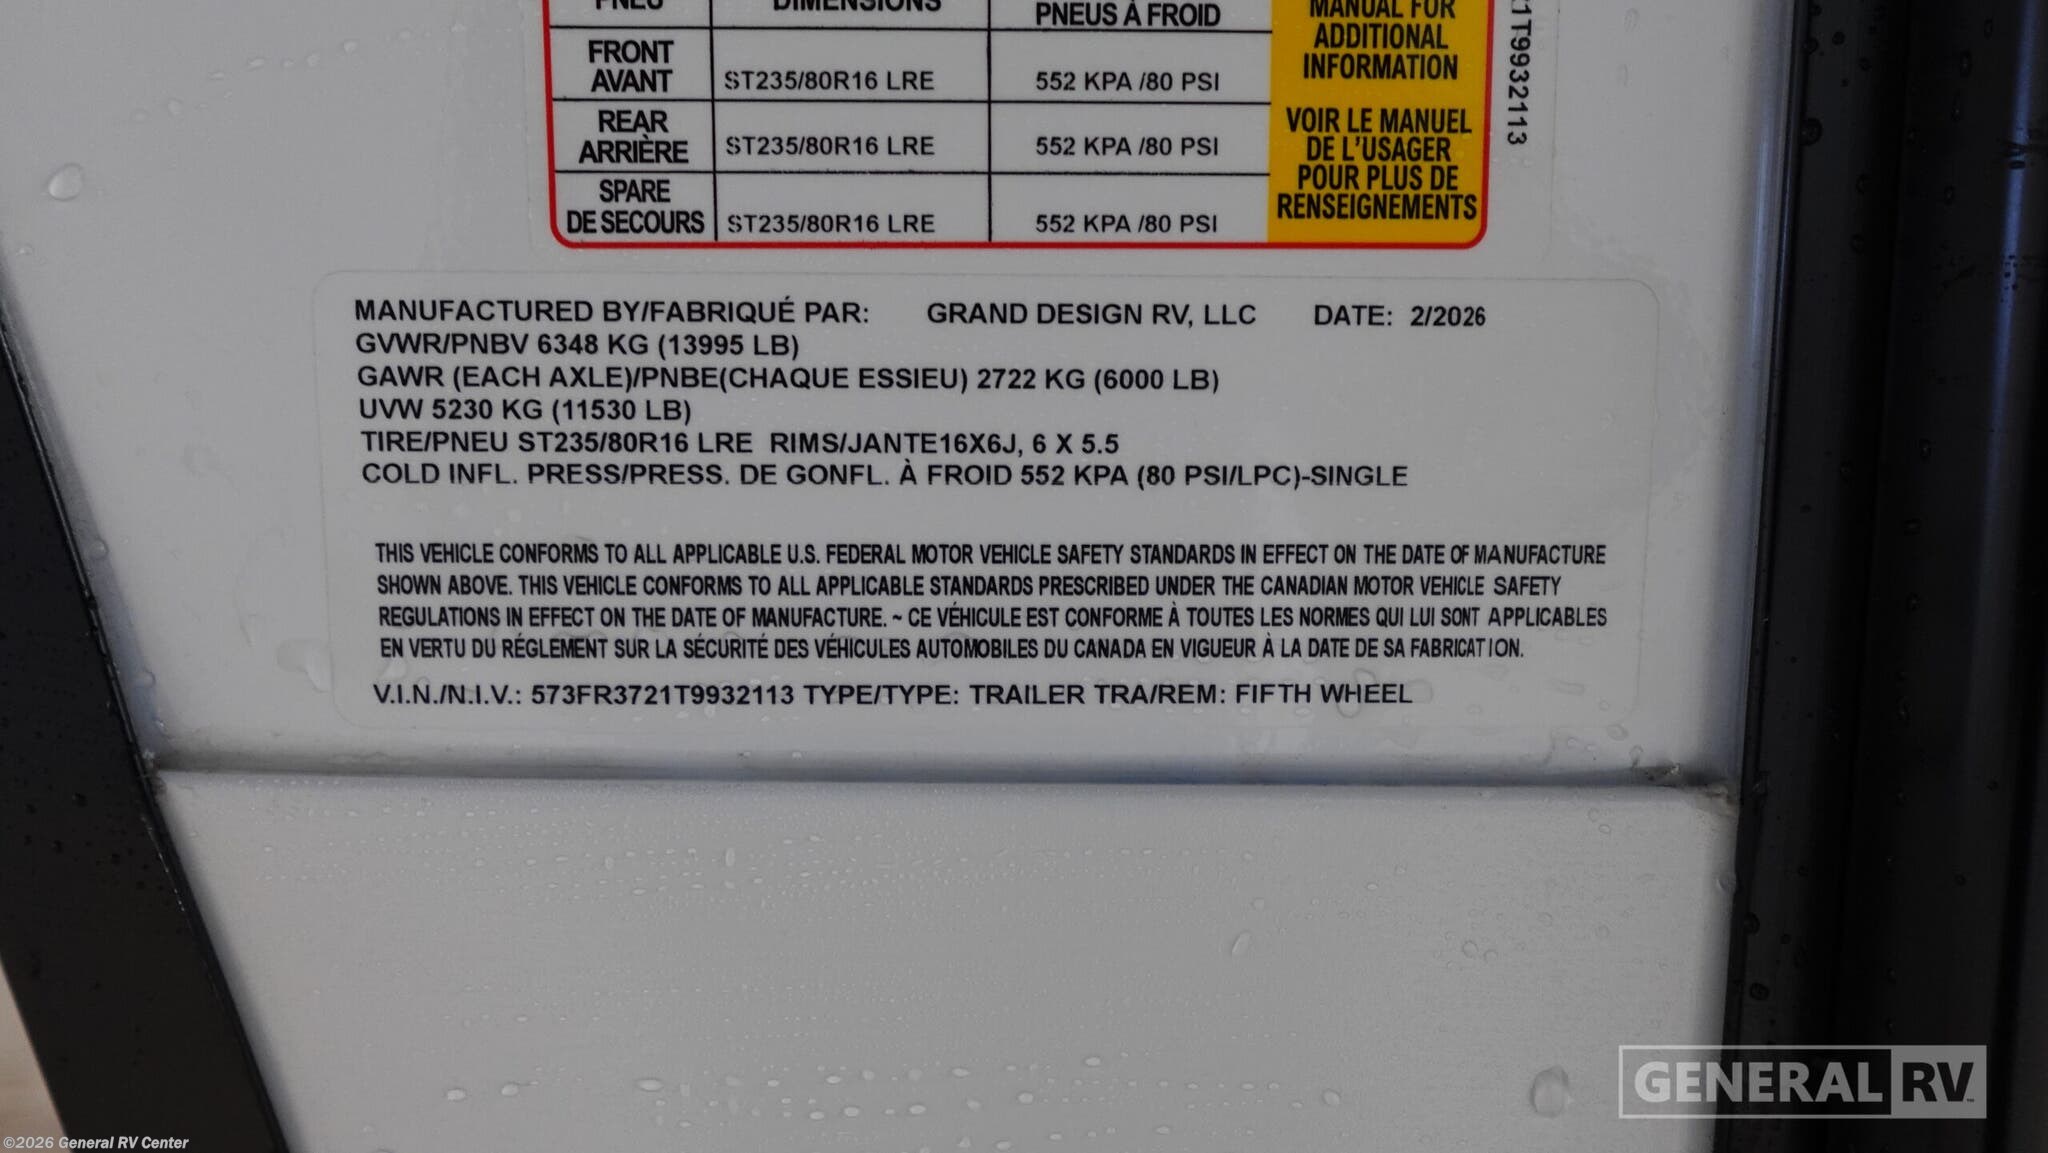 PNEU DIMENSIONS PNEUS À FROID
FRONT
AVANT ST235/80R16 LRE 552 KPA /80 PSI
REAR
ARRIÈRE ST235/80R16 LRE 552 KPA /80 PSI
SPARE
DE SECOURS ST235/80R16 LRE 552 KPA /80 PSI
MANUAL FOR
ADDITIONAL
INFORMATION
VOIR LE MANUEL
DE L'USAGER
POUR PLUS DE
RENSEIGNEMENTS
21T9932113
MANUFACTURED BY/FABRIQUÉ PAR: GRAND DESIGN RV, LLC DATE: 2/2026
GVWR/PNBV 6348 KG (13995 LB)
GAWR (EACH AXLE)/PNBE(CHAQUE ESSIEU) 2722 KG (6000 LB)
UVW 5230 KG (11530 LB)
TIRE/PNEU ST235/80R16 LRE RIMS/JANTE16X6J, 6 X 5.5
COLD INFL. PRESS/PRESS. DE GONFL. À FROID 552 KPA (80 PSI/LPC)-SINGLE
THIS VEHICLE CONFORMS TO ALL APPLICABLE U.S. FEDERAL MOTOR VEHICLE SAFETY STANDARDS IN EFFECT ON THE DATE OF MANUFACTURE
SHOWN ABOVE. THIS VEHICLE CONFORMS TO ALL APPLICABLE STANDARDS PRESCRIBED UNDER THE CANADIAN MOTOR VEHICLE SAFETY
REGULATIONS IN EFFECT ON THE DATE OF MANUFACTURE. ~ CE VÉHICULE EST CONFORME À TOUTES LES NORMES QUI LUI SONT APPLICABLES
EN VERTU DU RÉGLEMENT SUR LA SÉCURITÉ DES VÉHICULES AUTOMOBILES DU CANADA EN VIGUEUR À LA DATE DE SA FABRICATION.
V.I.N./N.I.V.: 573FR3721T9932113 TYPE/TYPE: TRAILER TRA/REM: FIFTH WHEEL
GENERAL RV
©2026 General RV Center